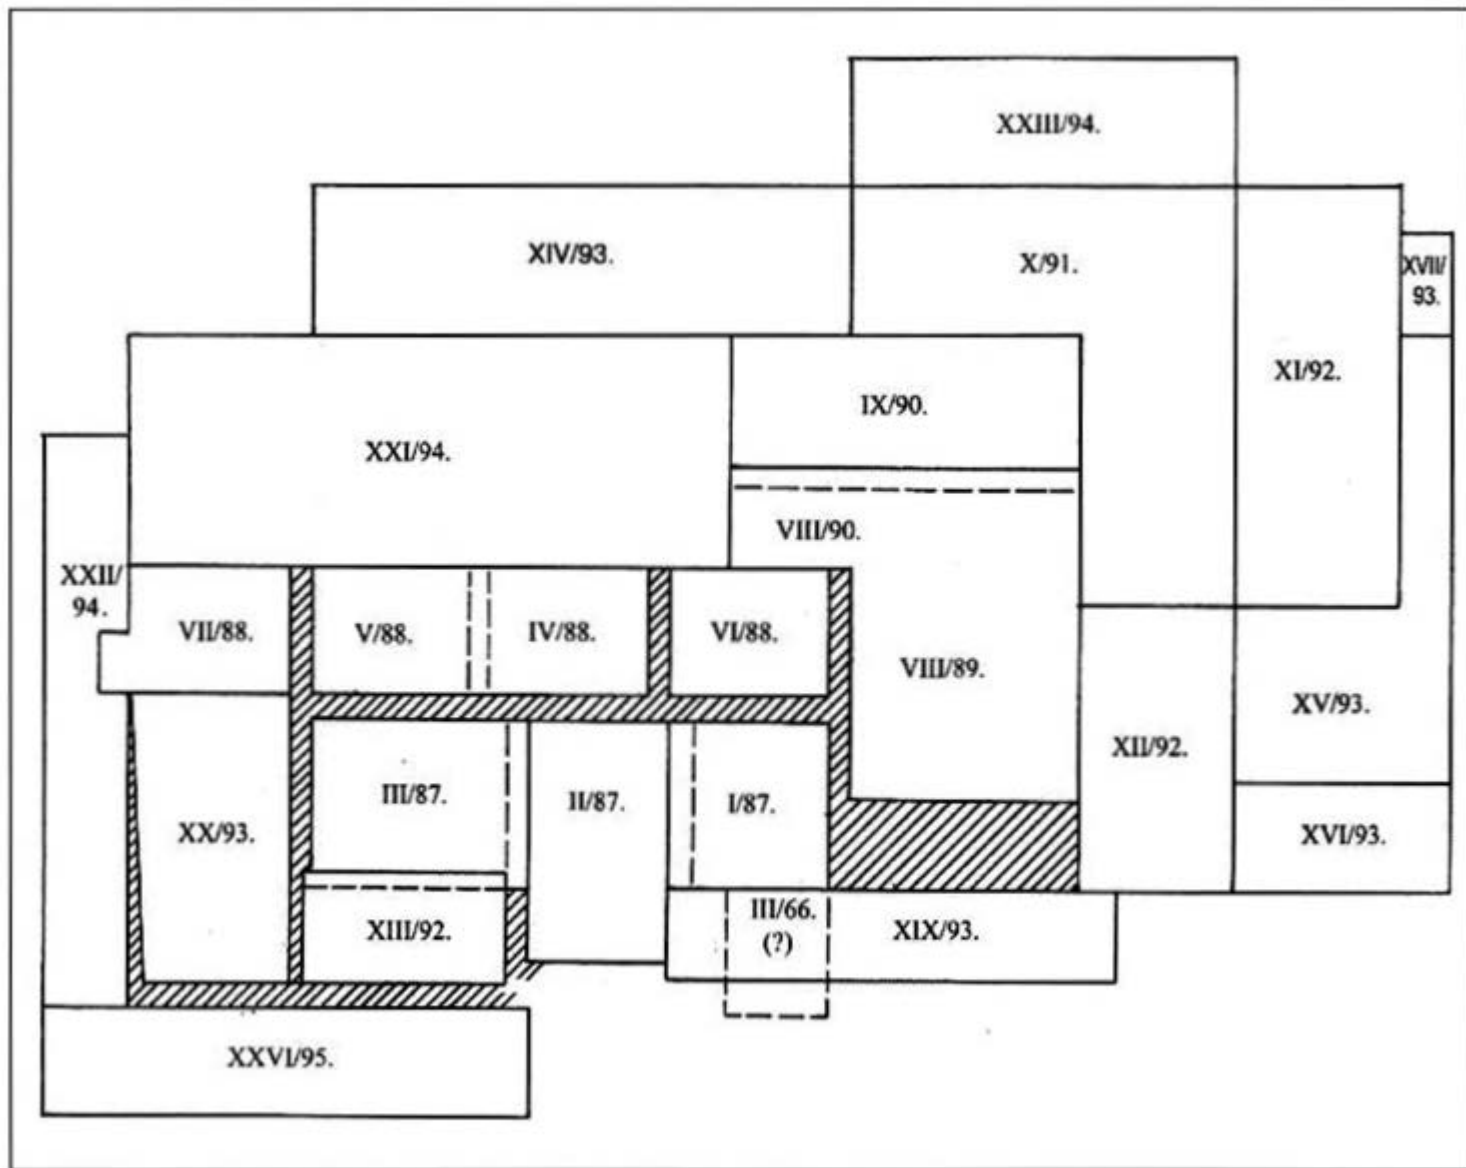 XXIII/94.
XIV/93.
X/91.
XVII/
93.
XI/92.
IX/90.
XXI/94.
VIII/90.
XXII/
94.
VII/88.
V/88.
IV/88.
VI/88.
VIII/89.
XV/93.
XII/92.
III/87.
II/87.
I/87.
XX/93.
XVI/93.
XIII/92.
III/66.
(?)
XIX/93.
XXVI/95.